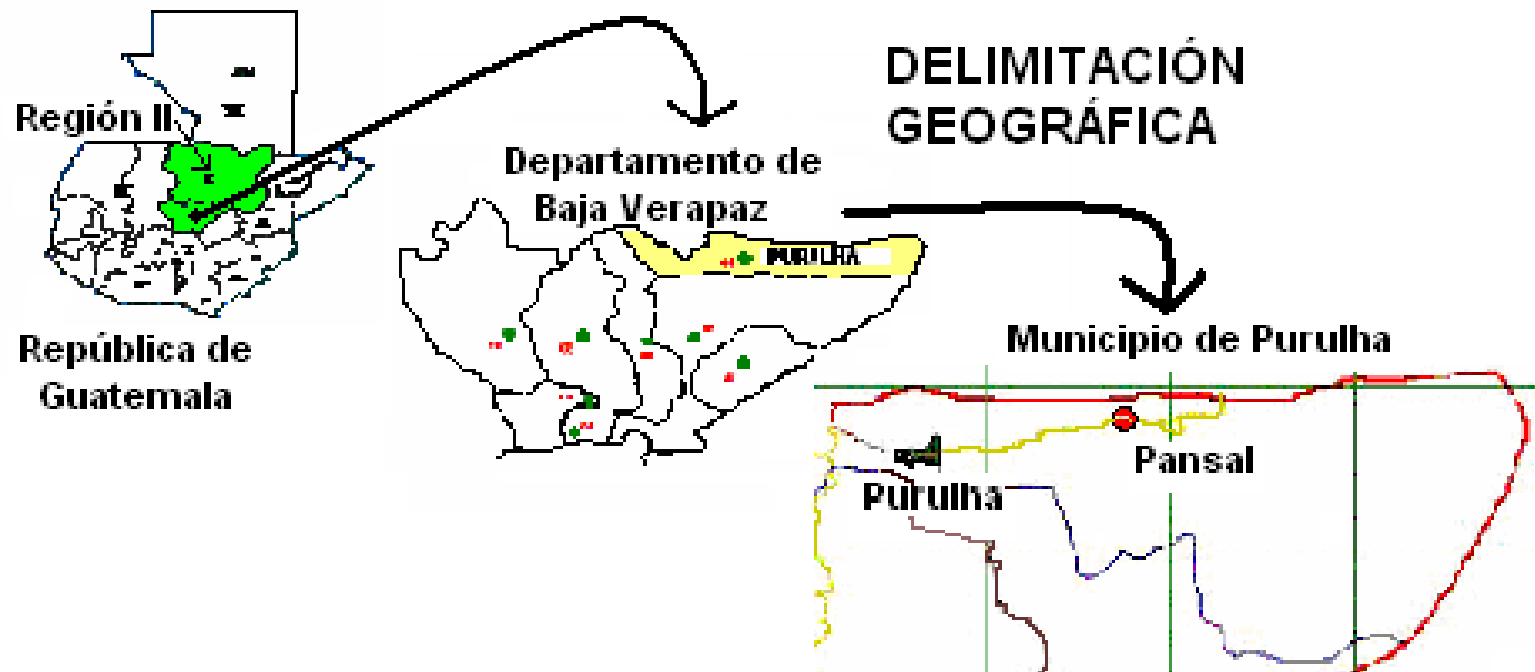 DELIMITACIÓN
GEOGRÁFICA
Región II
República de
Guatemala
Departamento de
Baja Verapaz
PURULHA
Municipio de Purulha
Pansal
Purulha